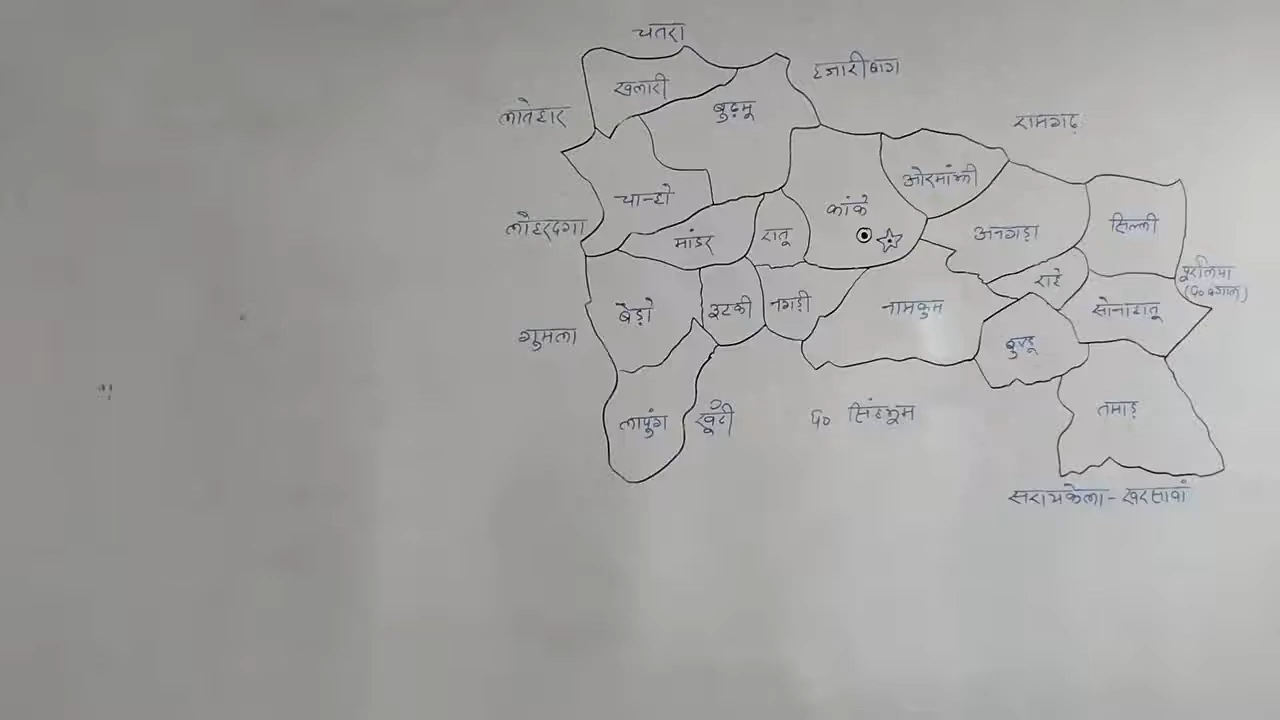 चतरा
हजारीबाग
खलारी
लातेहार
बुढ़मू
रामगढ़
चान्हो
ओरमांझी
कांके
लोहरदगा
मांडर
रातू
अनगड़ा
सिल्ली
राहे
पुरुलिया
(प० बंगाल)
बेड़ो
इटकी
नगड़ी
नामकुम
सोनाहातू
गुमला
बुण्डू
लापुंग
खूँटी
प० सिंहभूम
तमाड़
सरायकेला - खरसावां